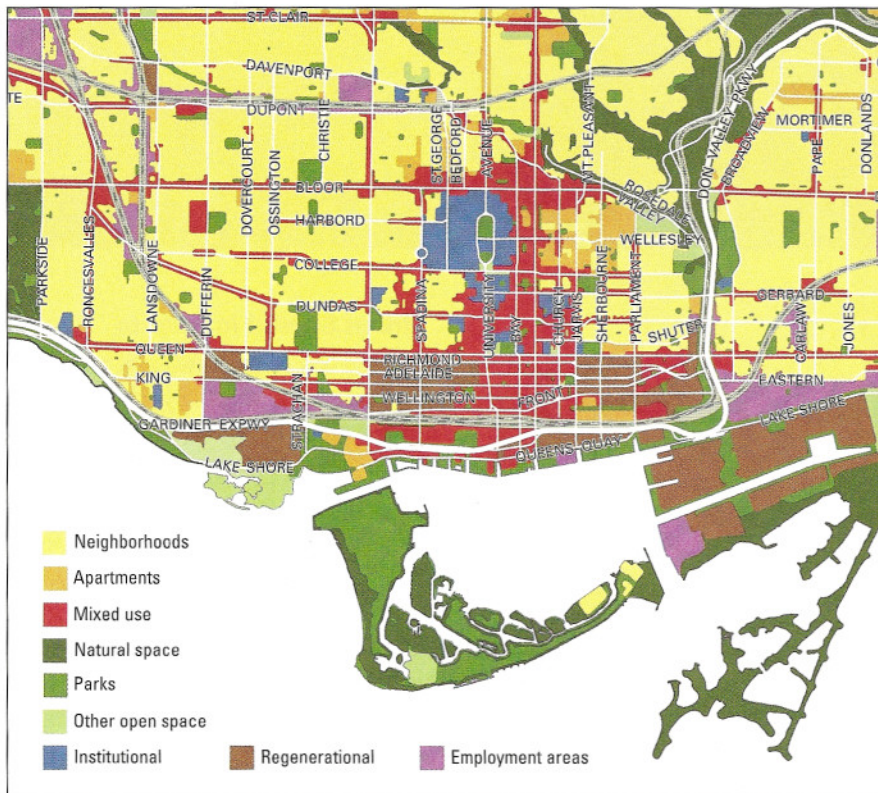 ST. CLAIR
DAVENPORT
DUPONT
TE
CHRISTIE
ST. GEORGE
BEDFORD
AVENUE
MT. PLEASANT
DON VALLEY PKWY
BROADVIEW
MORTIMER
PAPE
DONLANDS
DOVERCOURT
OSSINGTON
BLOOR
ROSEDALE
VALLEY
HARBORD
WELLESLEY
COLLEGE
PARKSIDE
RONCESVALLES
LANSDOWNE
DUFFERIN
DUNDAS
SPADINA
UNIVERSITY
BAY
CHURCH
JARVIS
SHERBOURNE
PARLIAMENT
GERRARD
SHUTER
CARLAW
JONES
QUEEN
RICHMOND
ADELAIDE
KING
EASTERN
WELLINGTON
FRONT
STRACHAN
GARDINER EXPWY
LAKE SHORE
QUEENS QUAY
LAKE SHORE
Neighborhoods
Apartments
Mixed use
Natural space
Parks
Other open space
Institutional
Regenerational
Employment areas